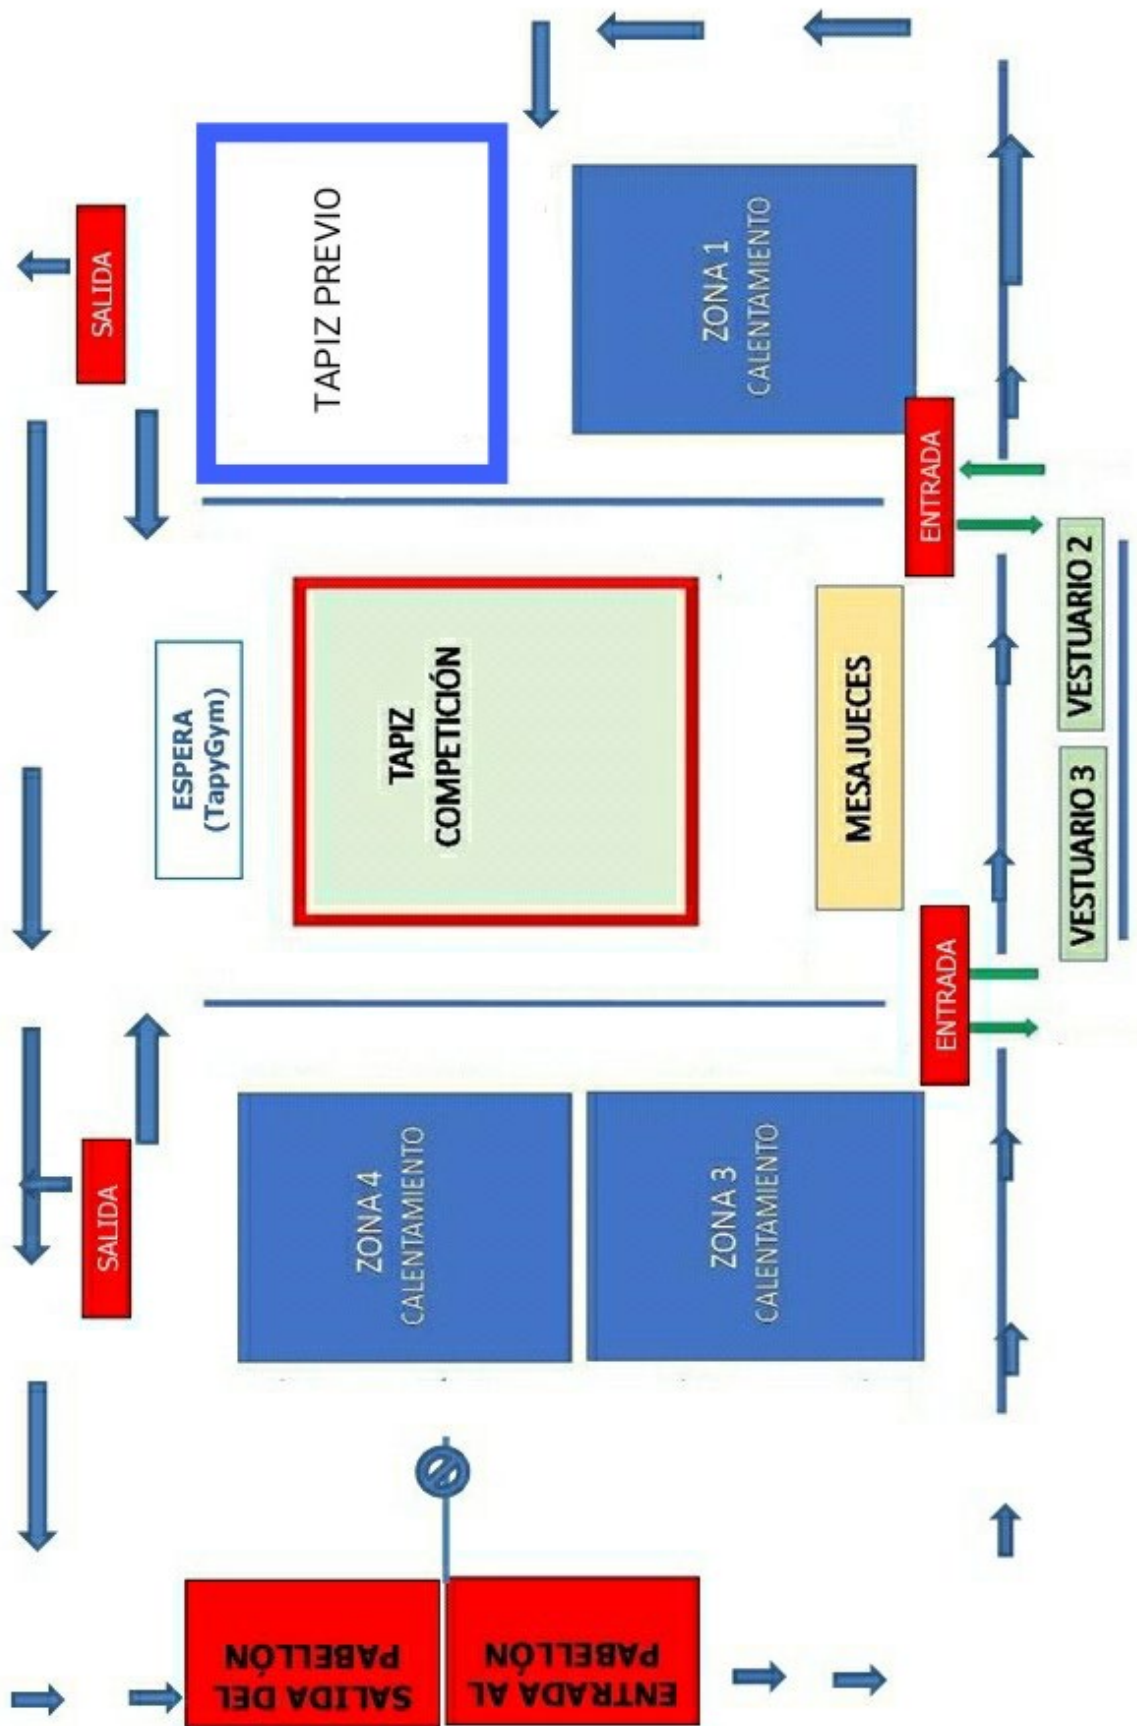 TAPIZ PREVIO
SALIDA
ZONA 1
CALENTAMIENTO
ENTRADA
VESTUARIO 2
ESPERA
(TapyGym)
TAPIZ
COMPETICIÓN
MESAJUECES
VESTUARIO 3
ENTRADA
SALIDA
ZONA 4
CALENTAMIENTO
ZONA 3
CALENTAMIENTO
SALIDA DEL
PABELLÓN
ENTRADA AL
PABELLÓN